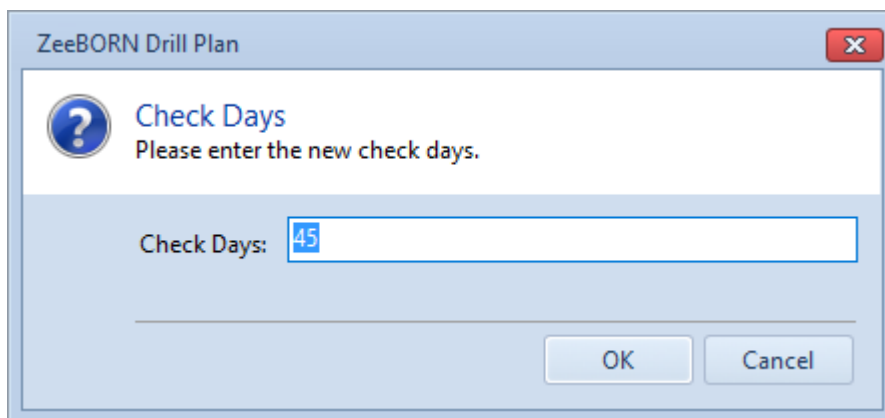 ZeeBORN Drill Plan
Check Days
Please enter the new check days.
Check Days: 45
OK Cancel